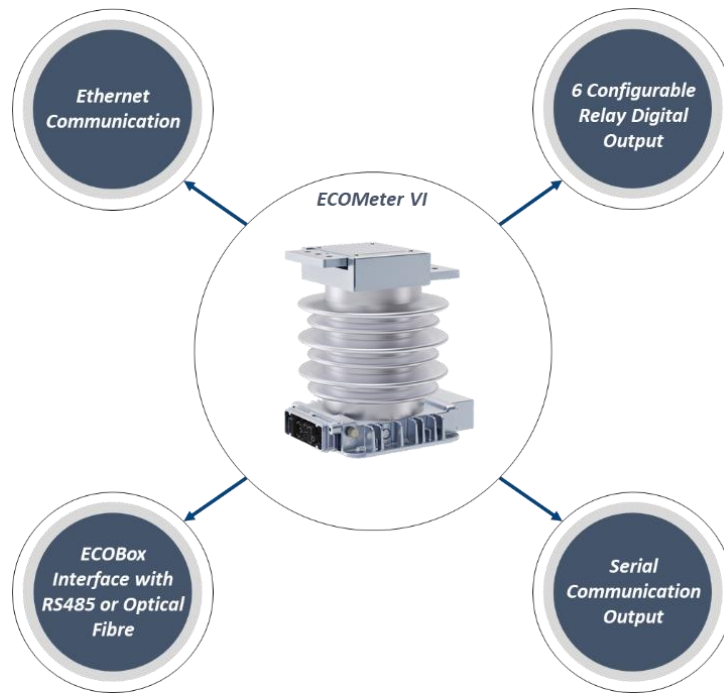 Ethernet
Communication
6 Configurable
Relay Digital
Output
ECOMeter VI
ECOBox
Interface with
RS485 or Optical
Fibre
Serial
Communication
Output